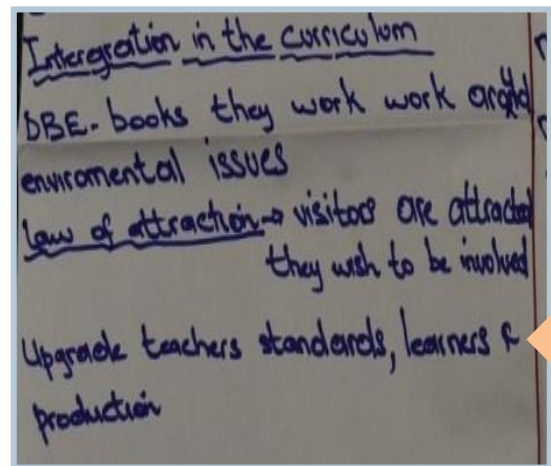 Intergration in the curriculum
DBE - books they work work around
enviromental issues
Law of attraction → visitors are attracted
they wish to be involved
Upgrade teachers standards, learners &
production